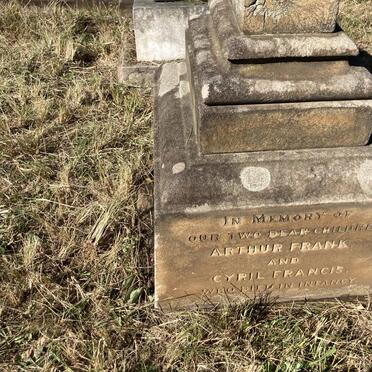 IN MEMORY OF
OUR TWO DEAR CHILDREN
ARTHUR FRANK
AND
CYRIL FRANCIS
WHO DIED IN INFANCY